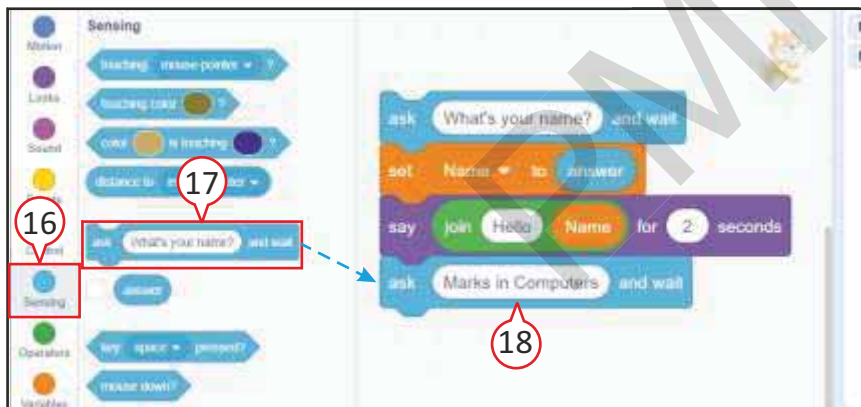 Sensing
Motion
touching mouse-pointer ?
Looks
touching color ?
Sound
color is touching ?
distance to
17
16
Control
ask What's your name? and wait
Sensing
answer
Operators
key space pressed?
mouse down?
Variables
ask What's your name? and wait
set Name to answer
say join Hello Name for 2 seconds
ask Marks in Computers and wait
18
PM